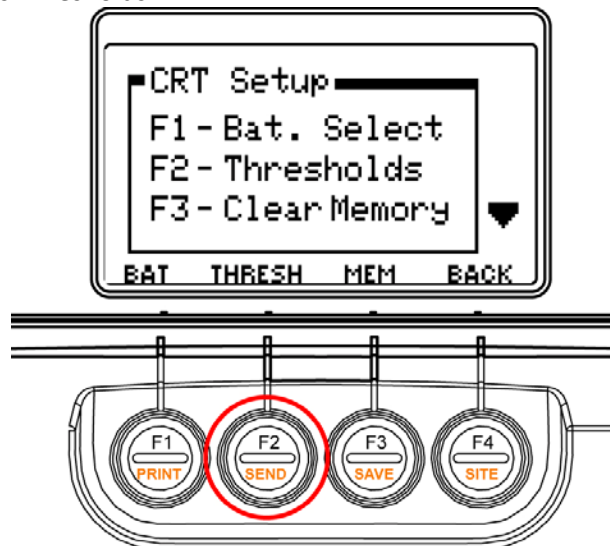 CRT Setup
F1-Bat. Select
F2-Thresholds
F3-Clear Memory
BAT THRESH MEM BACK
F1 F2 F3 F4
PRINT SEND SAVE SITE